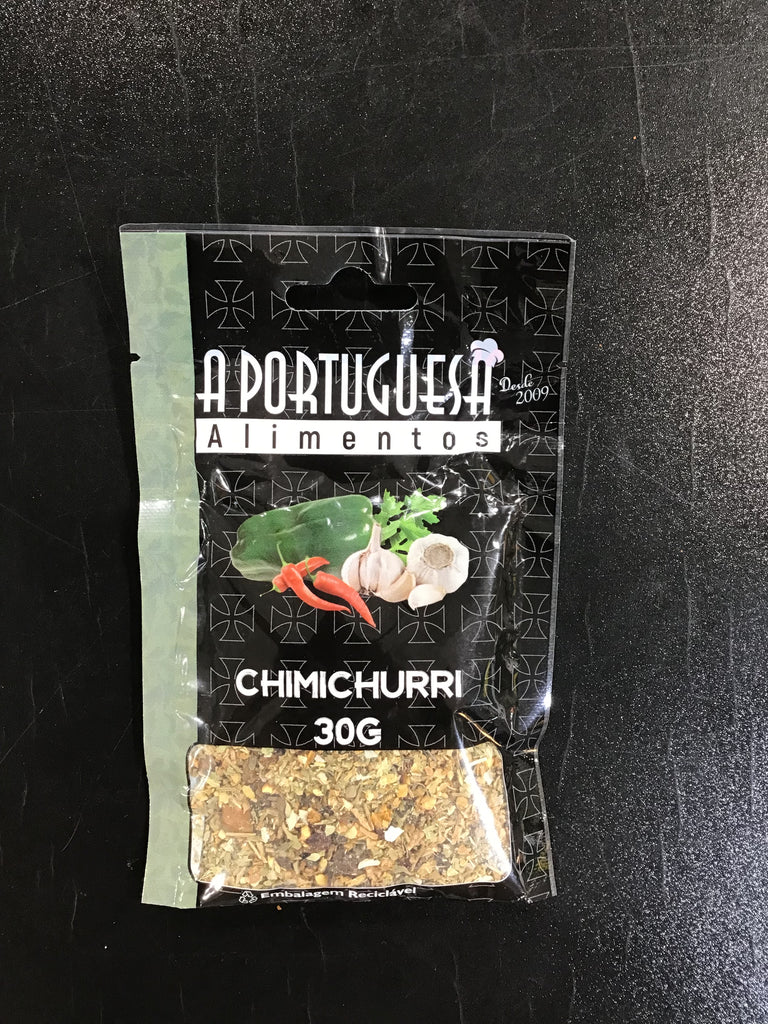 A PORTUGUESA
Desde
2009
Alimentos
CHIMICHURRI
30G
Embalagem Reciclável